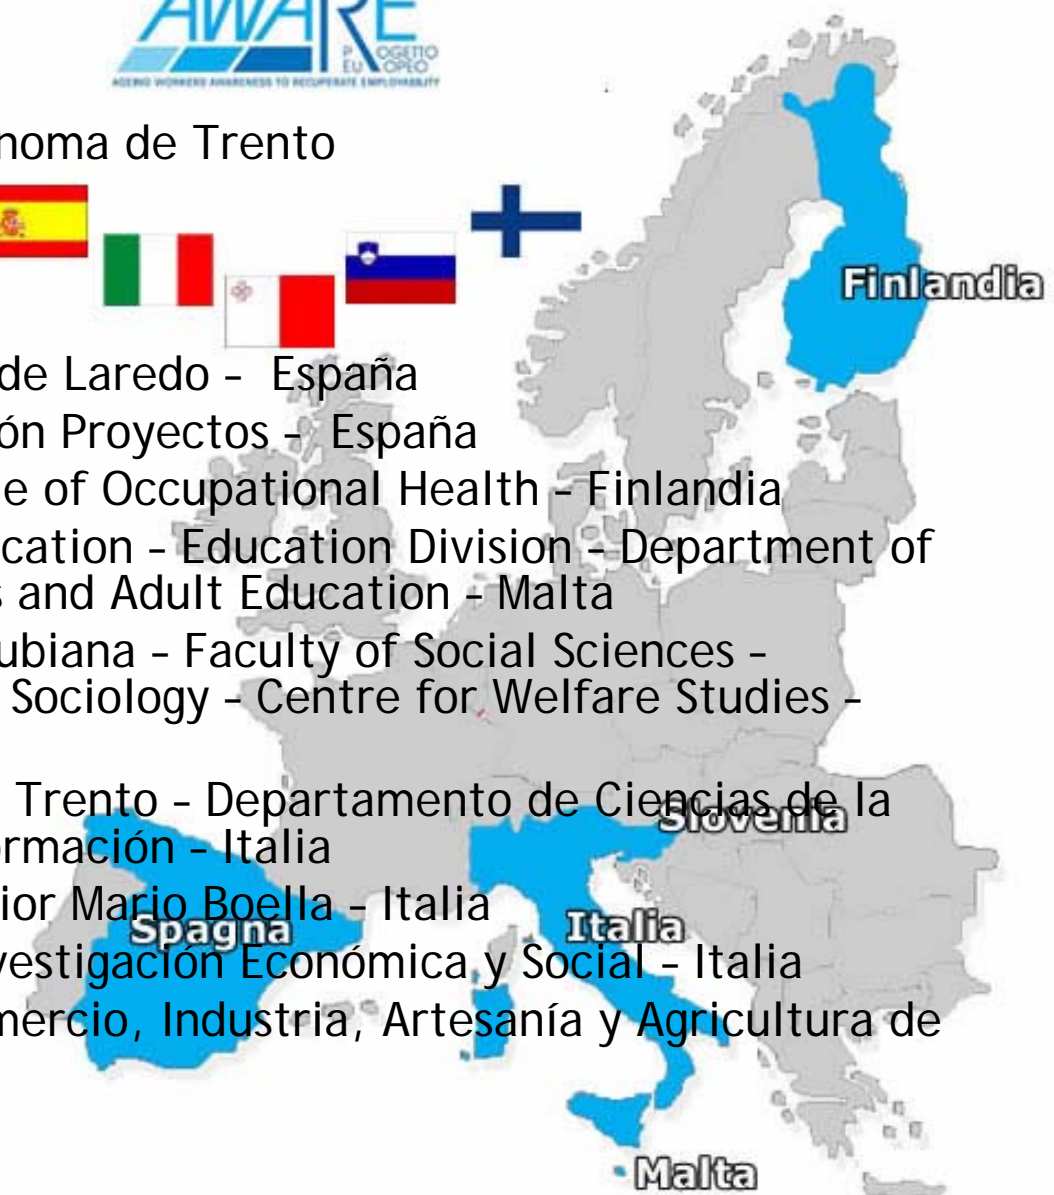 AWARE
PROGETTO
EUROPEO
AGEING WORKERS AWARENESS TO RECUPERATE EMPLOYABILITY
noma de Trento
Finlandia
de Laredo – España
ón Proyectos – España
e of Occupational Health – Finlandia
cation – Education Division – Department of
s and Adult Education – Malta
ubiana – Faculty of Social Sciences –
Sociology – Centre for Welfare Studies –
Trento – Departamento de Ciencias de la
Slovenia
rmación – Italia
ior Mario Boella – Italia
Spagna
Italia
vestigación Económica y Social – Italia
mercio, Industria, Artesanía y Agricultura de
Malta